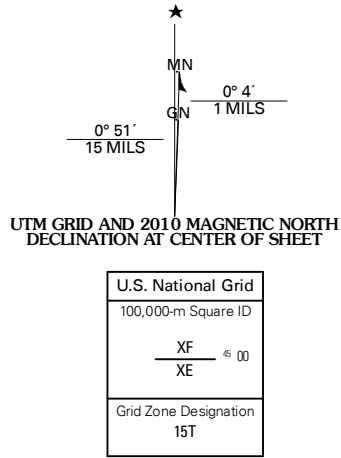 ★
MN
0° 4´
1 MILS
GN
0° 51´
15 MILS
UTM GRID AND 2010 MAGNETIC NORTH
DECLINATION AT CENTER OF SHEET
U.S. National Grid
100,000-m Square ID
XF
45 00
XE
Grid Zone Designation
15T